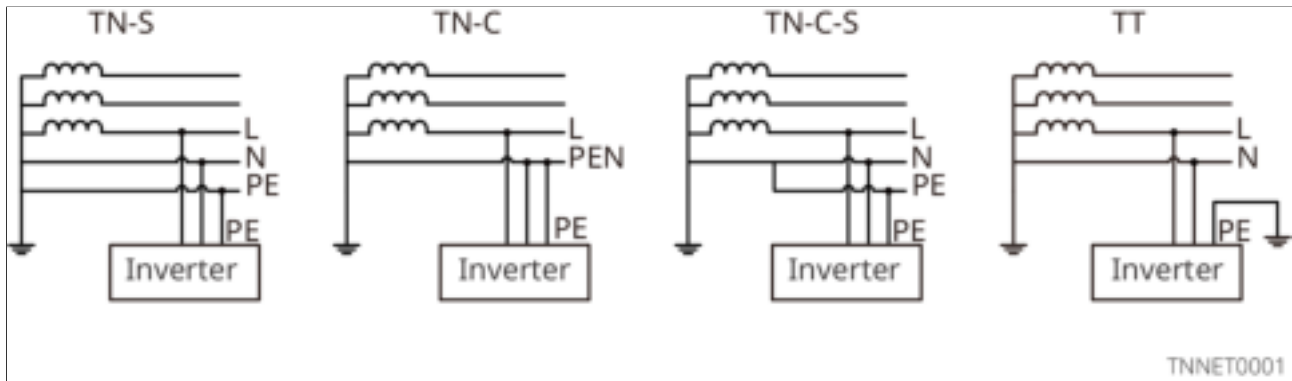 TN-S TN-C TN-C-S TT
L L L L
N PEN N N
PE PE
PE PE PE PE
Inverter Inverter Inverter Inverter
TNNET0001